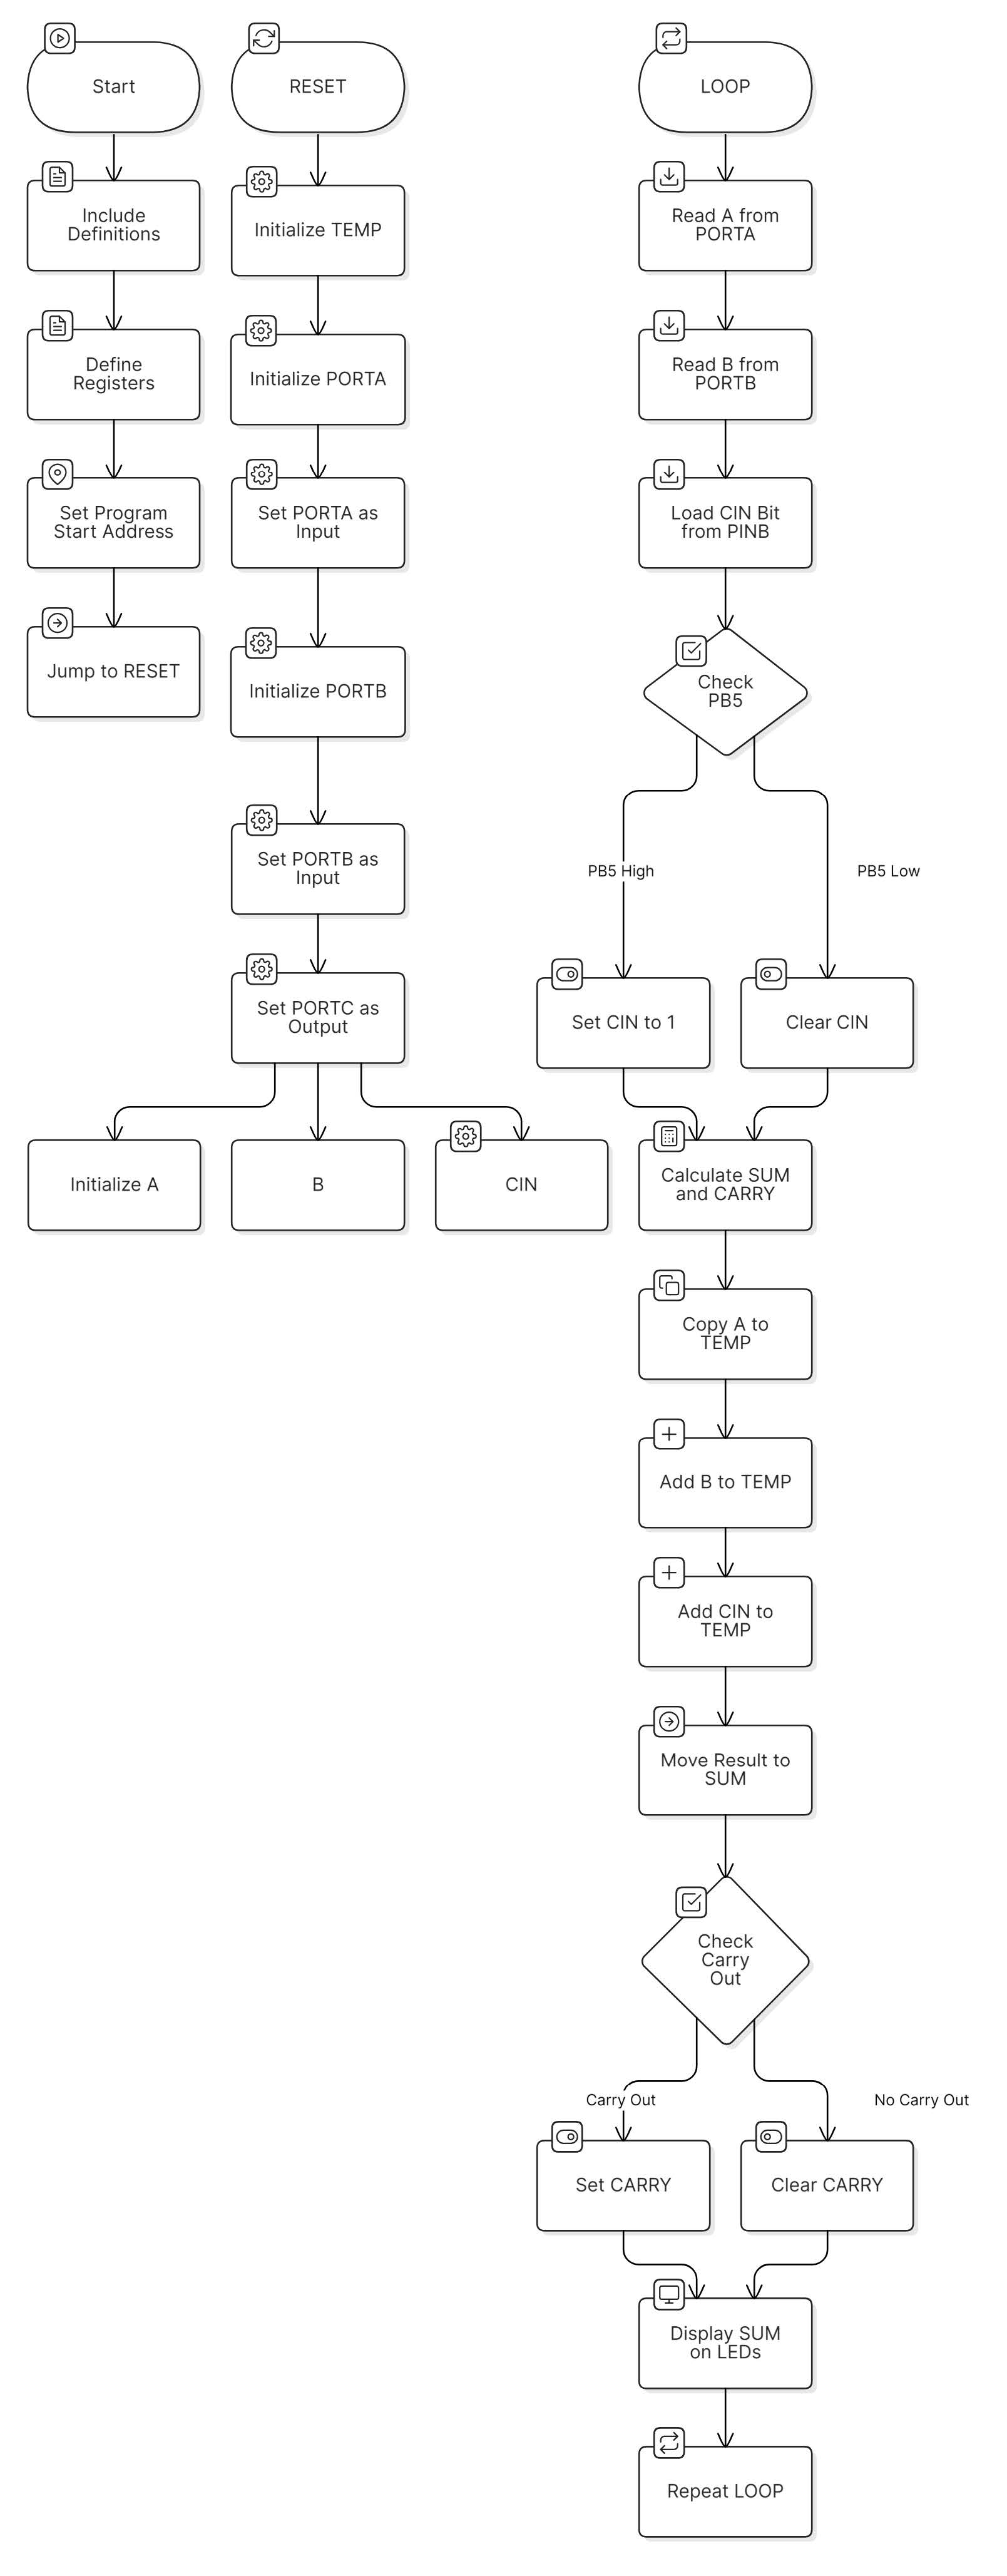 Start
Include
Definitions
Define
Registers
Set Program
Start Address
Jump to RESET
RESET
Initialize TEMP
Initialize PORTA
Set PORTA as
Input
Initialize PORTB
Set PORTB as
Input
Set PORTC as
Output
Initialize A
B
CIN
LOOP
Read A from
PORTA
Read B from
PORTB
Load CIN Bit
from PINB
Check
PB5
PB5 High
PB5 Low
Set CIN to 1
Clear CIN
Calculate SUM
and CARRY
Copy A to
TEMP
Add B to TEMP
Add CIN to
TEMP
Move Result to
SUM
Check
Carry
Out
Carry Out
No Carry Out
Set CARRY
Clear CARRY
Display SUM
on LEDs
Repeat LOOP